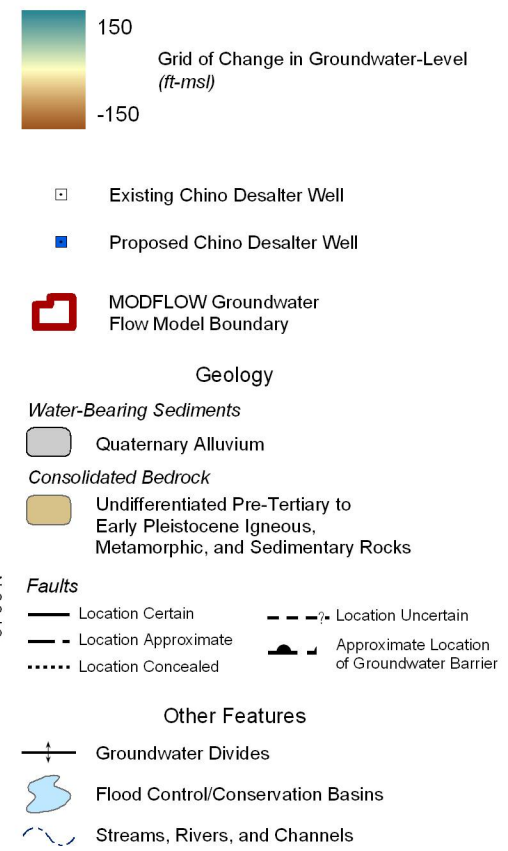 150
Grid of Change in Groundwater-Level
(ft-msl)
-150
Existing Chino Desalter Well
Proposed Chino Desalter Well
MODFLOW Groundwater
Flow Model Boundary
Geology
Water-Bearing Sediments
Quaternary Alluvium
Consolidated Bedrock
Undifferentiated Pre-Tertiary to
Early Pleistocene Igneous,
Metamorphic, and Sedimentary Rocks
Faults
Location Certain
Location Approximate
Location Concealed
? Location Uncertain
Approximate Location
of Groundwater Barrier
Other Features
Groundwater Divides
Flood Control/Conservation Basins
Streams, Rivers, and Channels